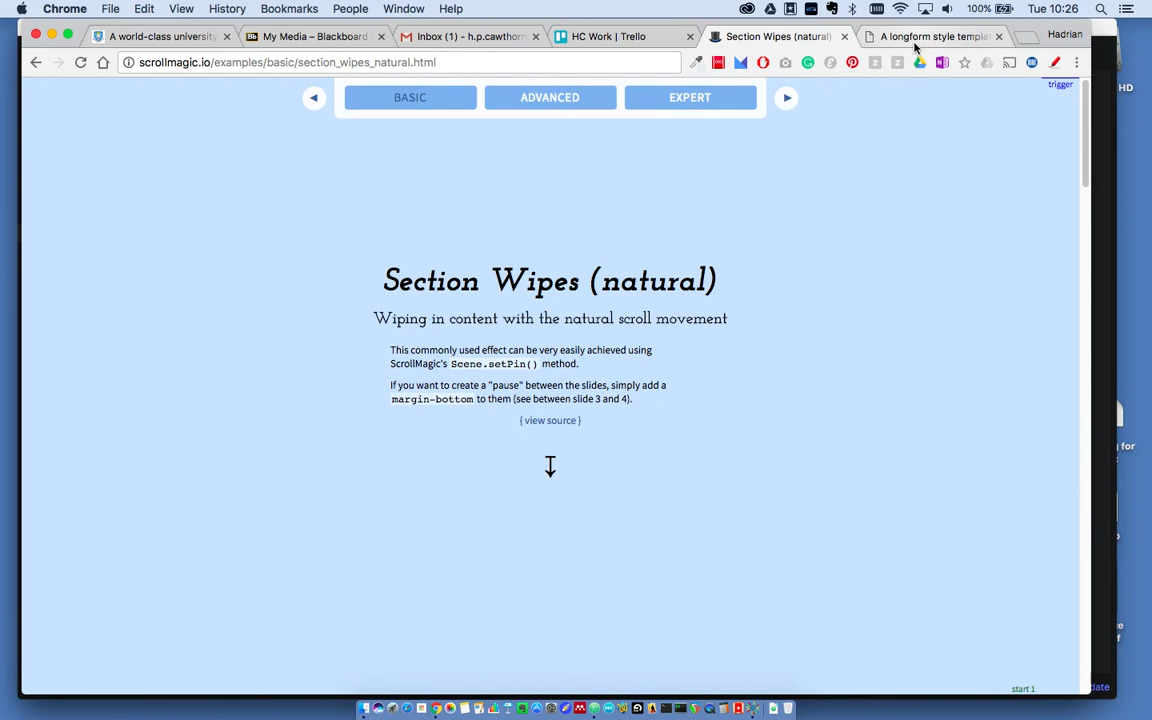 Chrome File Edit View History Bookmarks People Window Help 100% Tue 10:26
A world-class university My Media – Blackboard Inbox (1) - h.p.cawthorn HC Work | Trello Section Wipes (natural) A longform style templat Hadrian
scrollmagic.io/examples/basic/section_wipes_natural.html
BASIC ADVANCED EXPERT
trigger
HD
Section Wipes (natural)
Wiping in content with the natural scroll movement
This commonly used effect can be very easily achieved using
ScrollMagic's Scene.setPin() method.
If you want to create a "pause" between the slides, simply add a
margin-bottom to them (see between slide 3 and 4).
{ view source }
g for
start 1
date